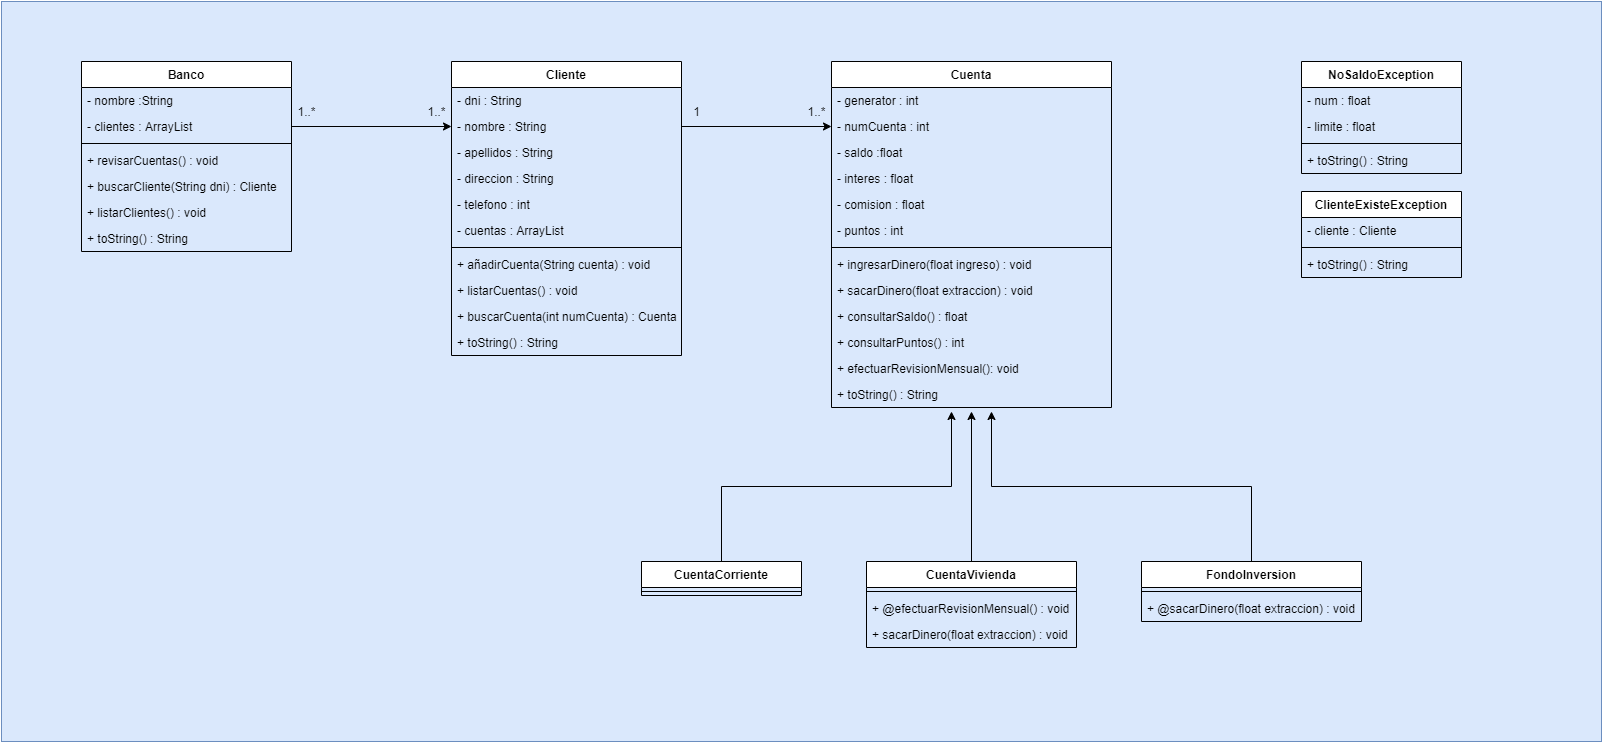 Banco
- nombre :String
- clientes : ArrayList
+ revisarCuentas() : void
+ buscarCliente(String dni) : Cliente
+ listarClientes() : void
+ toString() : String
1..*
1..*
Cliente
- dni : String
- nombre : String
- apellidos : String
- direccion : String
- telefono : int
- cuentas : ArrayList
+ añadirCuenta(String cuenta) : void
+ listarCuentas() : void
+ buscarCuenta(int numCuenta) : Cuenta
+ toString() : String
1
1..*
Cuenta
- generator : int
- numCuenta : int
- saldo :float
- interes : float
- comision : float
- puntos : int
+ ingresarDinero(float ingreso) : void
+ sacarDinero(float extraccion) : void
+ consultarSaldo() : float
+ consultarPuntos() : int
+ efectuarRevisionMensual(): void
+ toString() : String
NoSaldoException
- num : float
- limite : float
+ toString() : String
ClienteExisteException
- cliente : Cliente
+ toString() : String
CuentaCorriente
CuentaVivienda
+ @efectuarRevisionMensual() : void
+ sacarDinero(float extraccion) : void
FondoInversion
+ @sacarDinero(float extraccion) : void